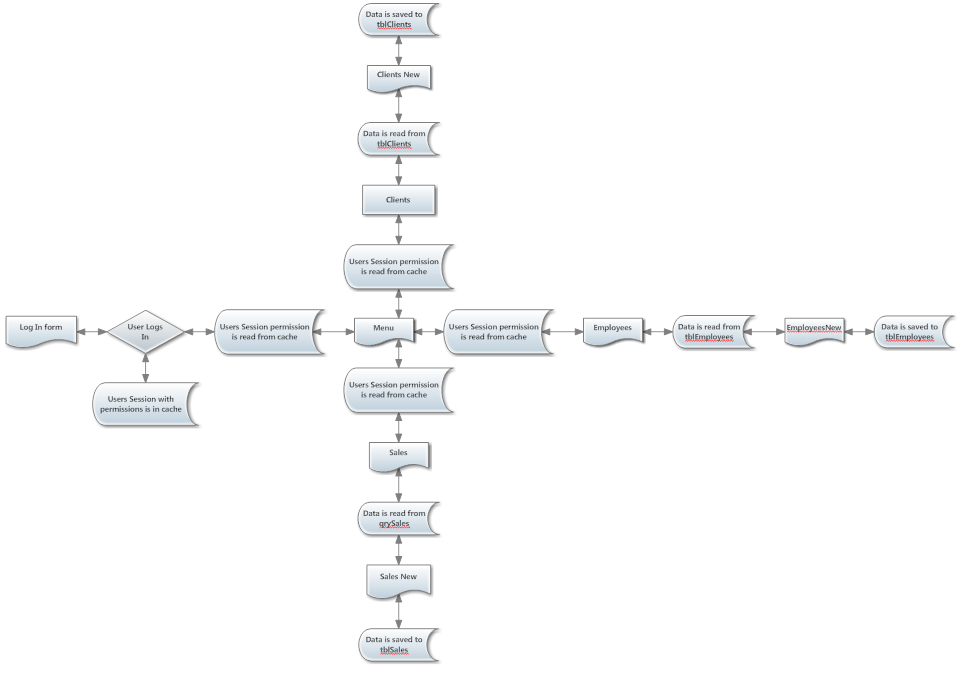 Data is saved to
tblClients
Clients New
Data is read from
tblClients
Clients
Users Session permission
is read from cache
Log In form
User Logs
In
Users Session permission
is read from cache
Menu
Users Session permission
is read from cache
Employees
Data is read from
tblEmployees
EmployeesNew
Data is saved to
tblEmployees
Users Session with
permissions is in cache
Users Session permission
is read from cache
Sales
Data is read from
qrySales
Sales New
Data is saved to
tblSales